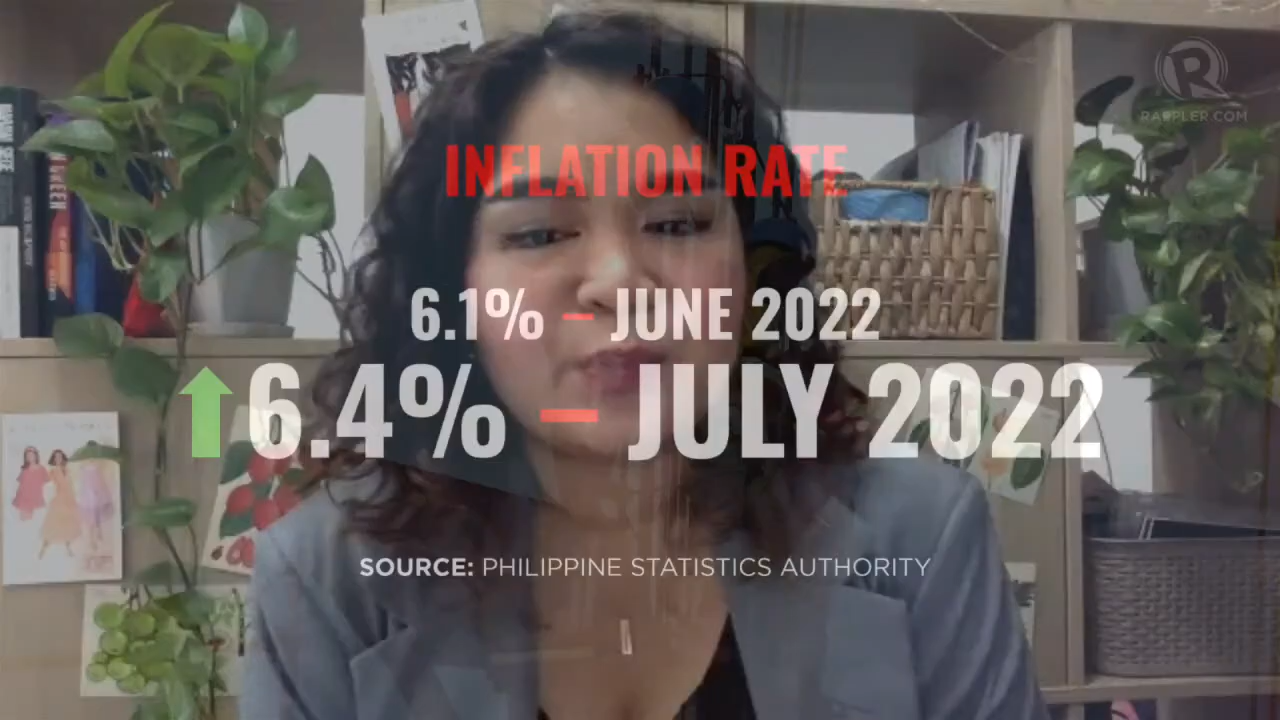 RAPPLER.COM
INFLATION RATE
6.1% – JUNE 2022
6.4% – JULY 2022
SOURCE: PHILIPPINE STATISTICS AUTHORITY